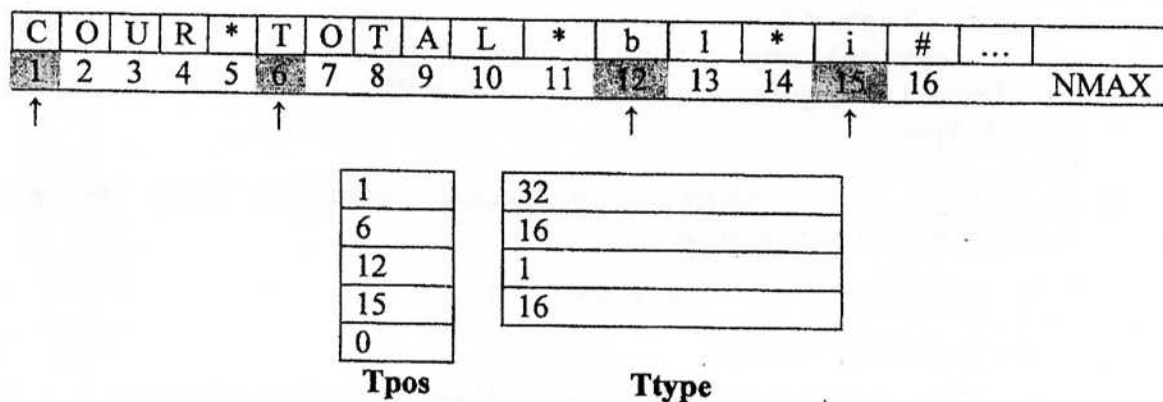 C O U R * T O T A L * b l * i # ...
1 2 3 4 5 6 7 8 9 10 11 12 13 14 15 16 NMAX
↑ ↑ ↑ ↑
1 32
6 16
12 1
15 16
0
Tpos Ttype